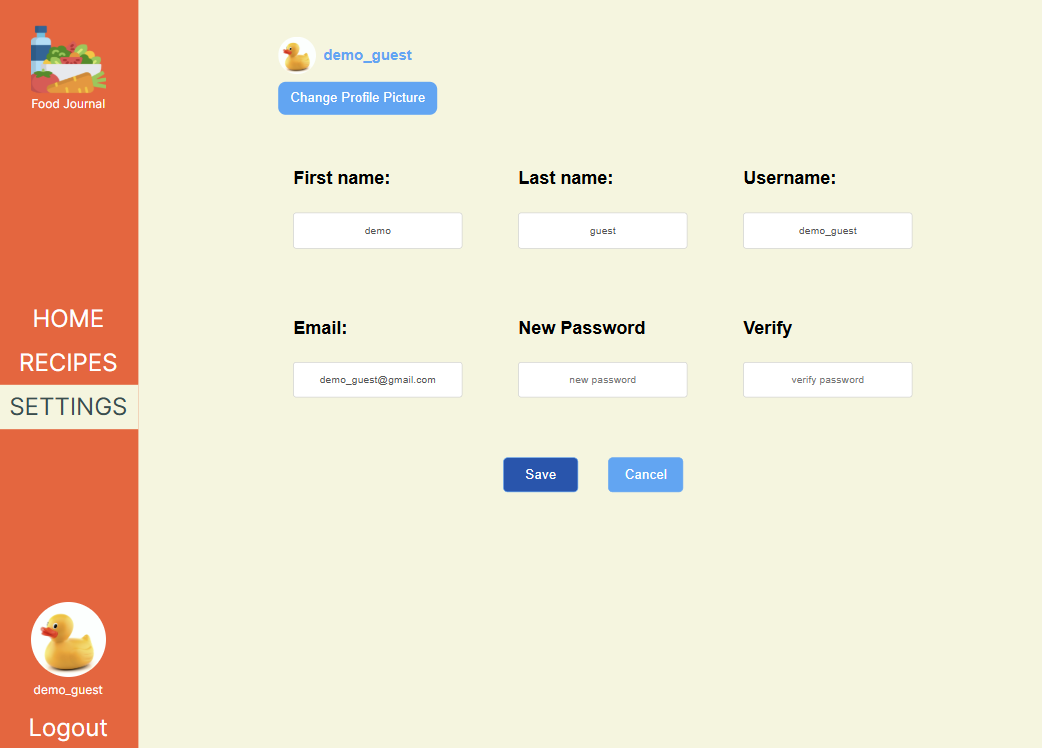 Food Journal
HOME
RECIPES
SETTINGS
demo_guest
Logout
demo_guest
Change Profile Picture
First name:
Last name:
Username:
demo
guest
demo_guest
Email:
New Password
Verify
demo_guest@gmail.com
new password
verify password
Save
Cancel